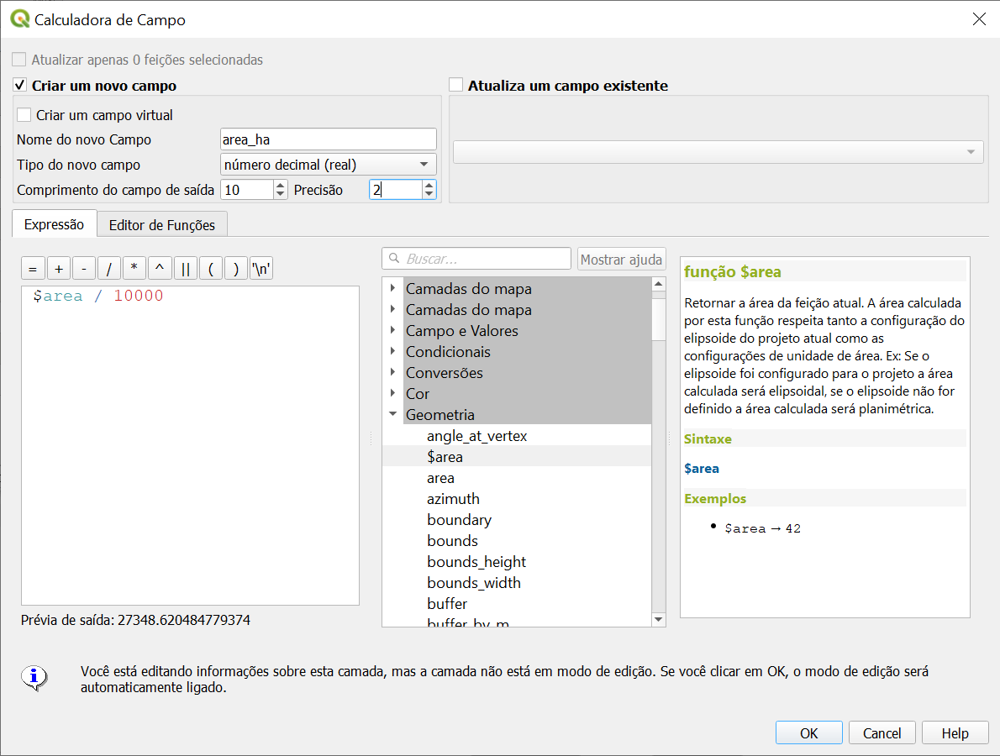 Calculadora de Campo
Atualizar apenas 0 feições selecionadas
Criar um novo campo
Atualiza um campo existente
Criar um campo virtual
Nome do novo Campo area_ha
Tipo do novo campo número decimal (real)
Comprimento do campo de saída 10 Precisão 2
Expressão Editor de Funções
= + - / * ^ || ( ) '\n'
$area / 10000
Prévia de saída: 27348.620484779374
Buscar... Mostrar ajuda
Camadas do mapa
Camadas do mapa
Campo e Valores
Condicionais
Conversões
Cor
Geometria
angle_at_vertex
$area
area
azimuth
boundary
bounds
bounds_height
bounds_width
buffer
buffer_by_m
função $area
Retornar a área da feição atual. A área calculada
por esta função respeita tanto a configuração do
elipsoide do projeto atual como as
configurações de unidade de área. Ex: Se o
elipsoide foi configurado para o projeto a área
calculada será elipsoidal, se o elipsoide não for
definido a área calculada será planimétrica.
Sintaxe
$area
Exemplos
• $area → 42
Você está editando informações sobre esta camada, mas a camada não está em modo de edição. Se você clicar em OK, o modo de edição será
automaticamente ligado.
OK Cancel Help